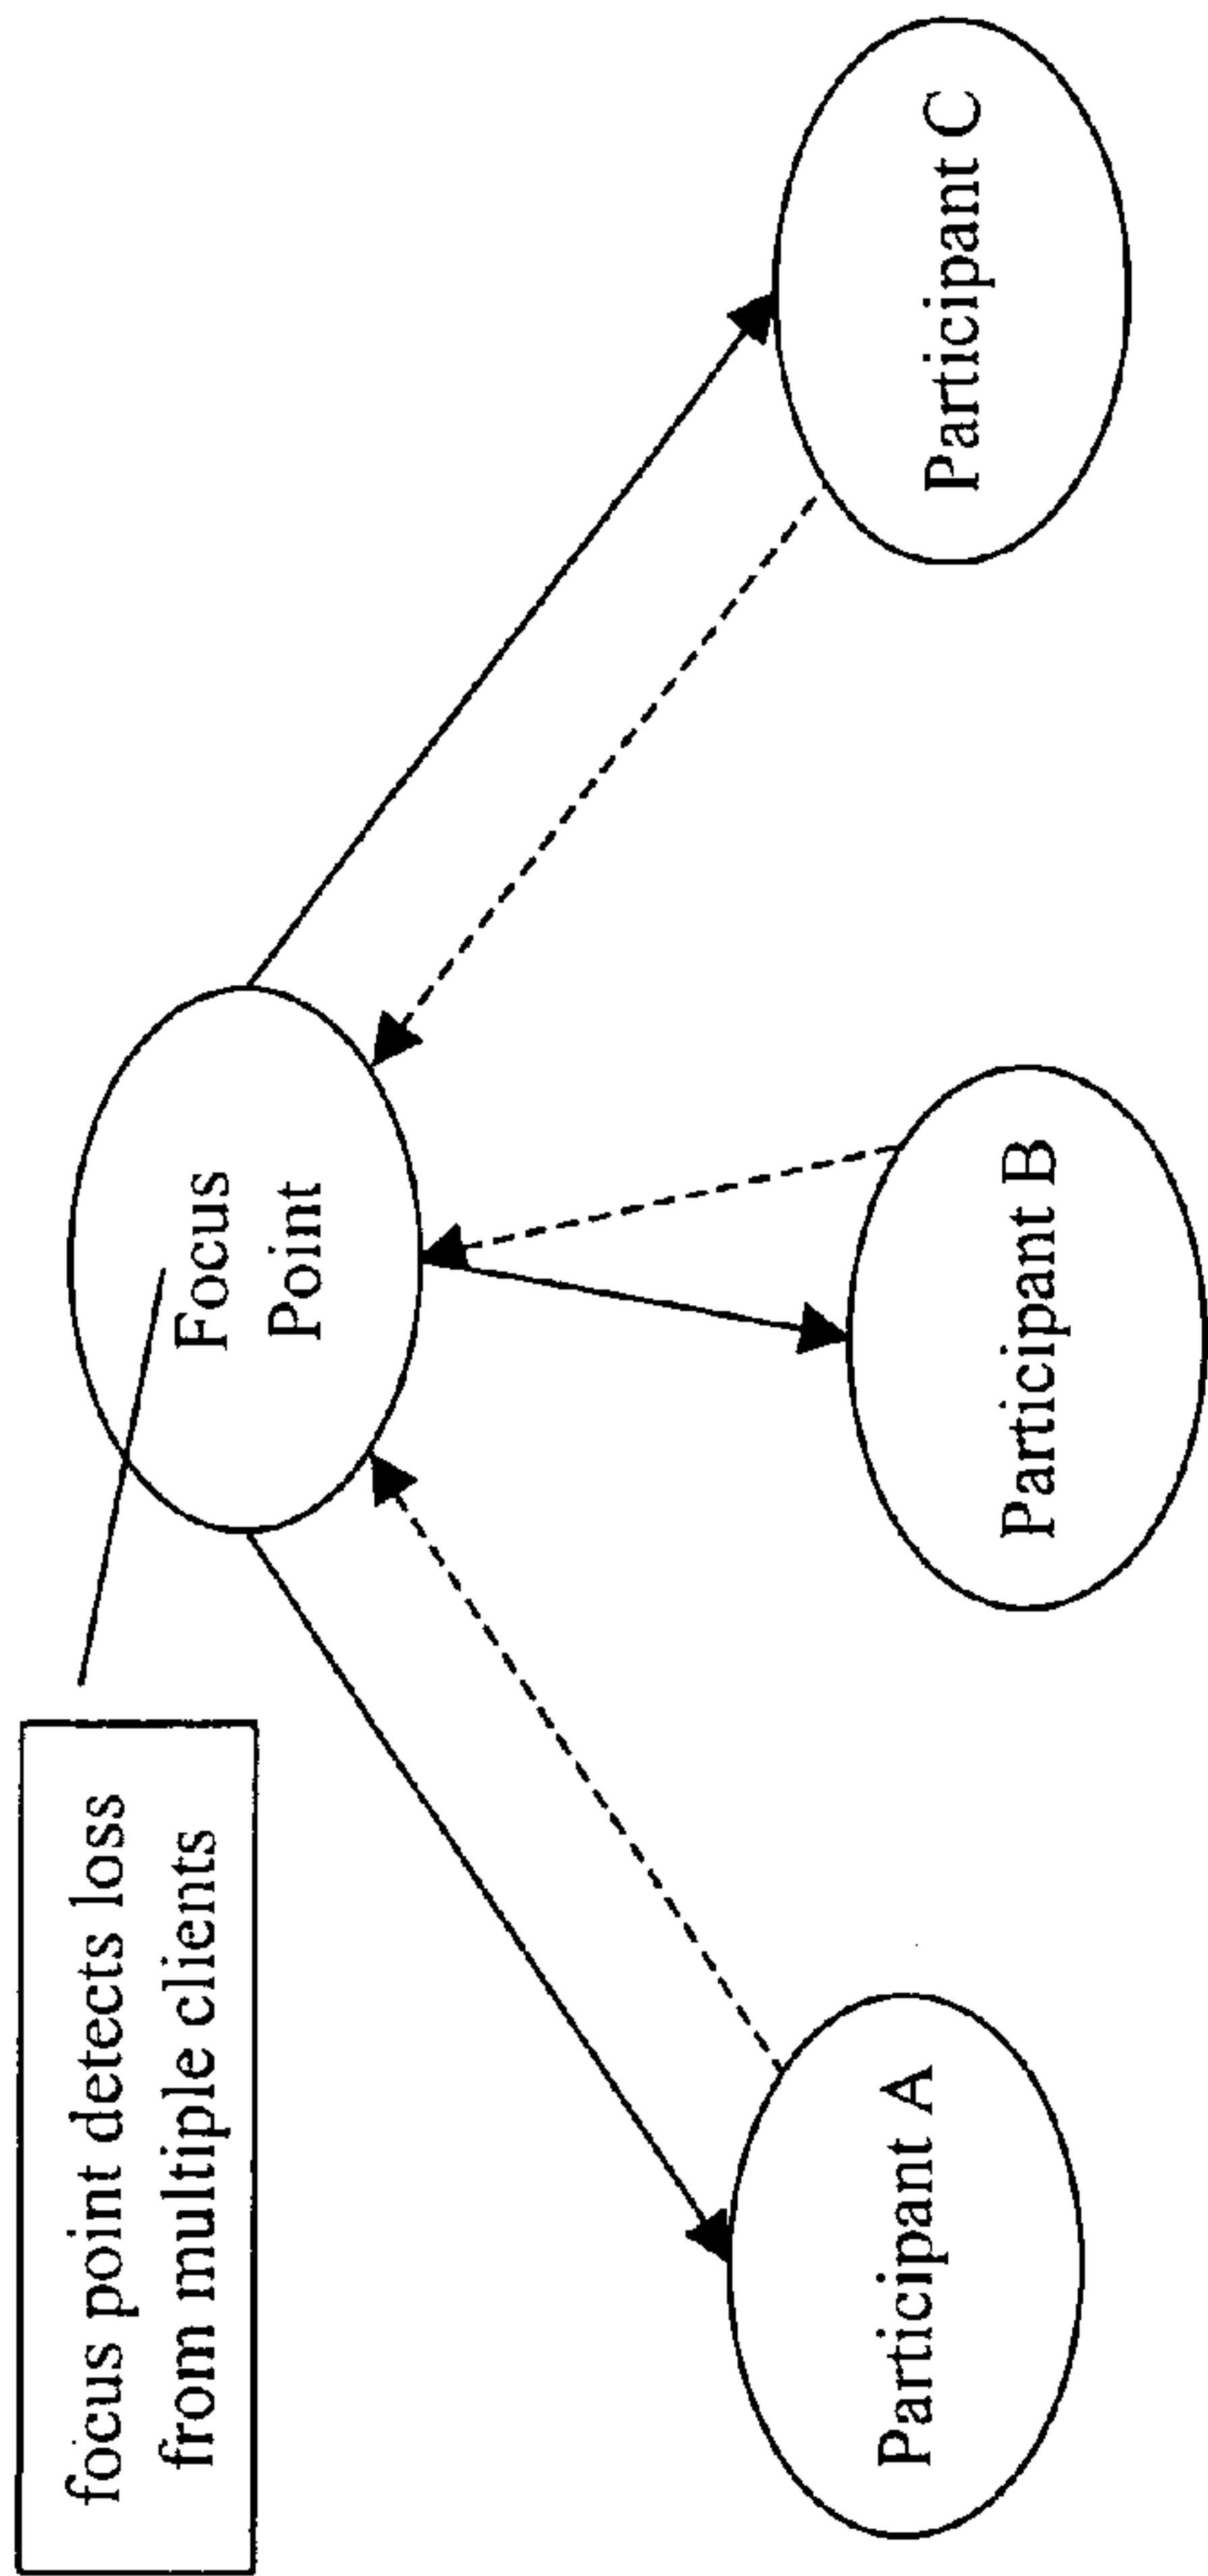 focus point detects loss
from multiple clients
Focus
Point
Participant A
Participant B
Participant C